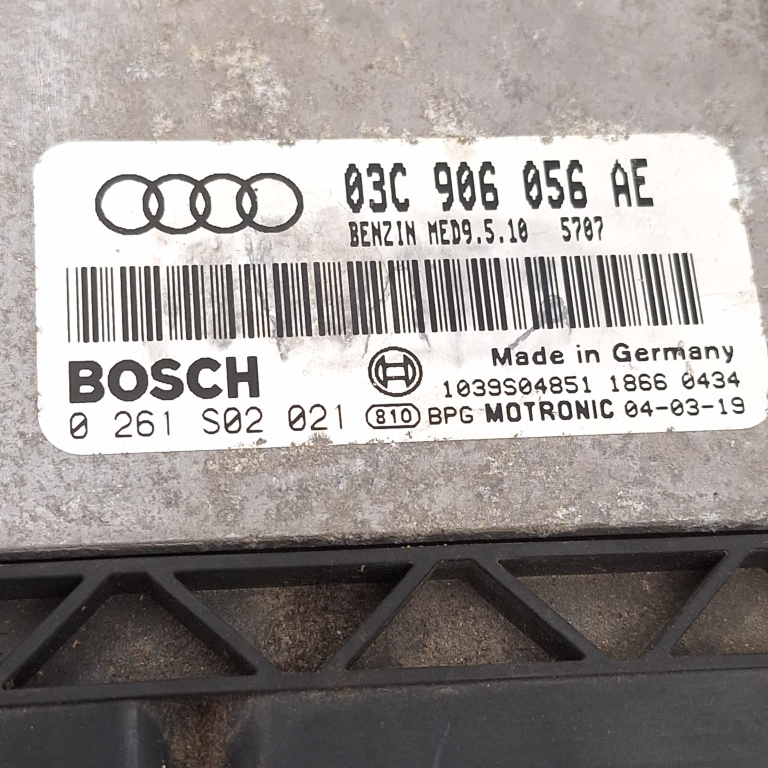 03C 906 056 AE
BENZIN MED9.5.10 5707
BOSCH
Made in Germany
1039S04851 1866 0434
0 261 S02 021 810 BPG MOTRONIC 04-03-19